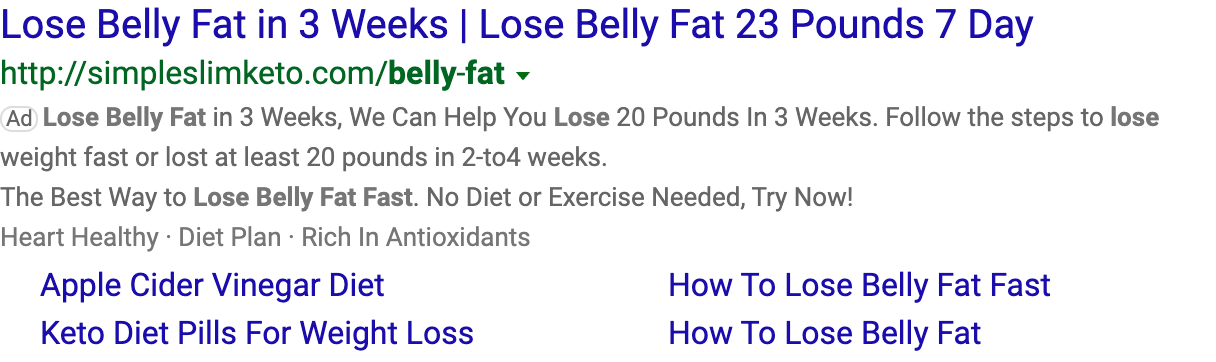 Lose Belly Fat in 3 Weeks | Lose Belly Fat 23 Pounds 7 Day
http://simpleslimketo.com/belly-fat
Ad Lose Belly Fat in 3 Weeks, We Can Help You Lose 20 Pounds In 3 Weeks. Follow the steps to lose
weight fast or lost at least 20 pounds in 2-to4 weeks.
The Best Way to Lose Belly Fat Fast. No Diet or Exercise Needed, Try Now!
Heart Healthy · Diet Plan · Rich In Antioxidants
Apple Cider Vinegar Diet
How To Lose Belly Fat Fast
Keto Diet Pills For Weight Loss
How To Lose Belly Fat